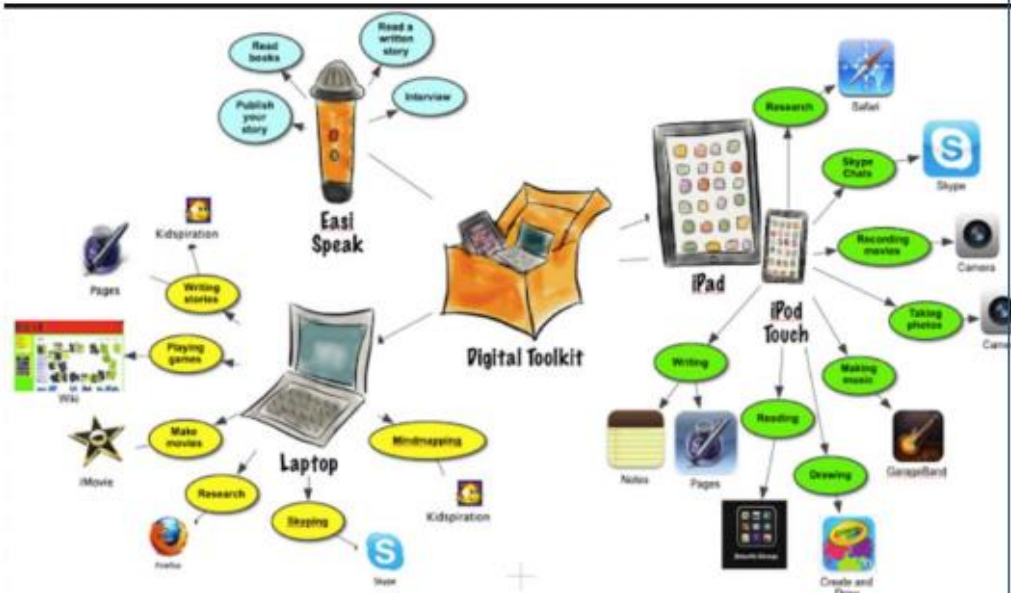 Read
books
Read a
written
story
Publish
your
story
Interview
Easi
Speak
Research
Safari
Skype
Chats
Skype
Recording
movies
Camera
Taking
photos
iPad
iPod
Touch
Digital Toolkit
Kidspiration
Pages
Writing
stories
Playing
games
Wiki
Make
movies
iMovie
Laptop
Research
Firefox
Skyping
Skype
Mindmapping
Kidspiration
Writing
Notes
Pages
Reading
Making
music
GarageBand
Drawing
Create and